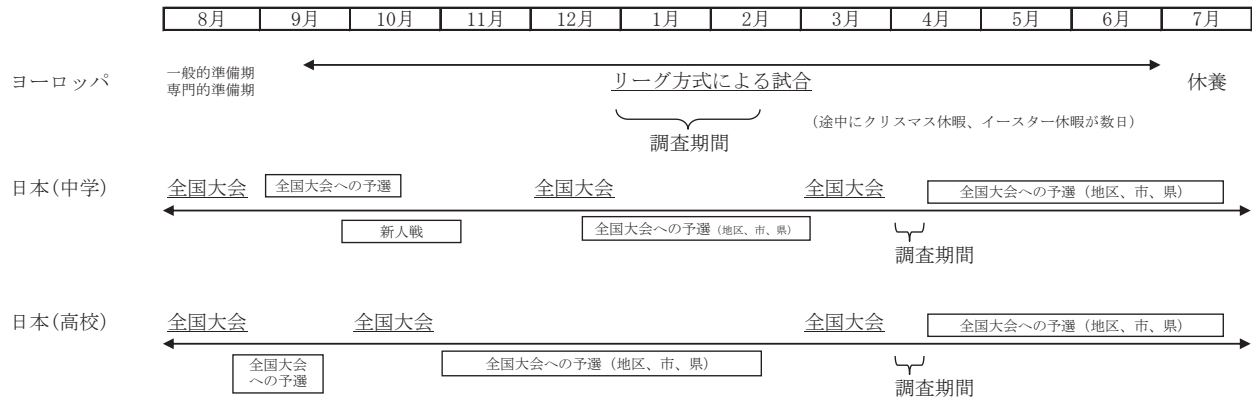 8月 9月 10月 11月 12月 1月 2月 3月 4月 5月 6月 7月
ヨーロッパ
一般的準備期
専門的準備期
リーグ方式による試合
休養
調査期間
（途中にクリスマス休暇、イースター休暇が数日）
日本(中学)
全国大会
全国大会への予選
全国大会
全国大会
全国大会への予選（地区、市、県）
新人戦
全国大会への予選（地区、市、県）
調査期間
日本(高校)
全国大会
全国大会
全国大会
全国大会への予選（地区、市、県）
全国大会
への予選
全国大会への予選（地区、市、県）
調査期間